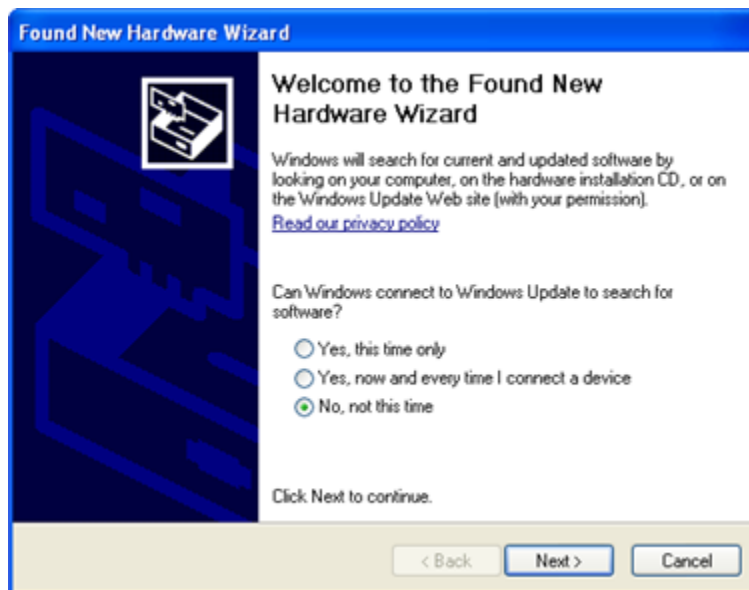 Found New Hardware Wizard
Welcome to the Found New
Hardware Wizard
Windows will search for current and updated software by
looking on your computer, on the hardware installation CD, or on
the Windows Update Web site (with your permission).
Read our privacy policy
Can Windows connect to Windows Update to search for
software?
Yes, this time only
Yes, now and every time I connect a device
No, not this time
Click Next to continue.
< Back
Next >
Cancel